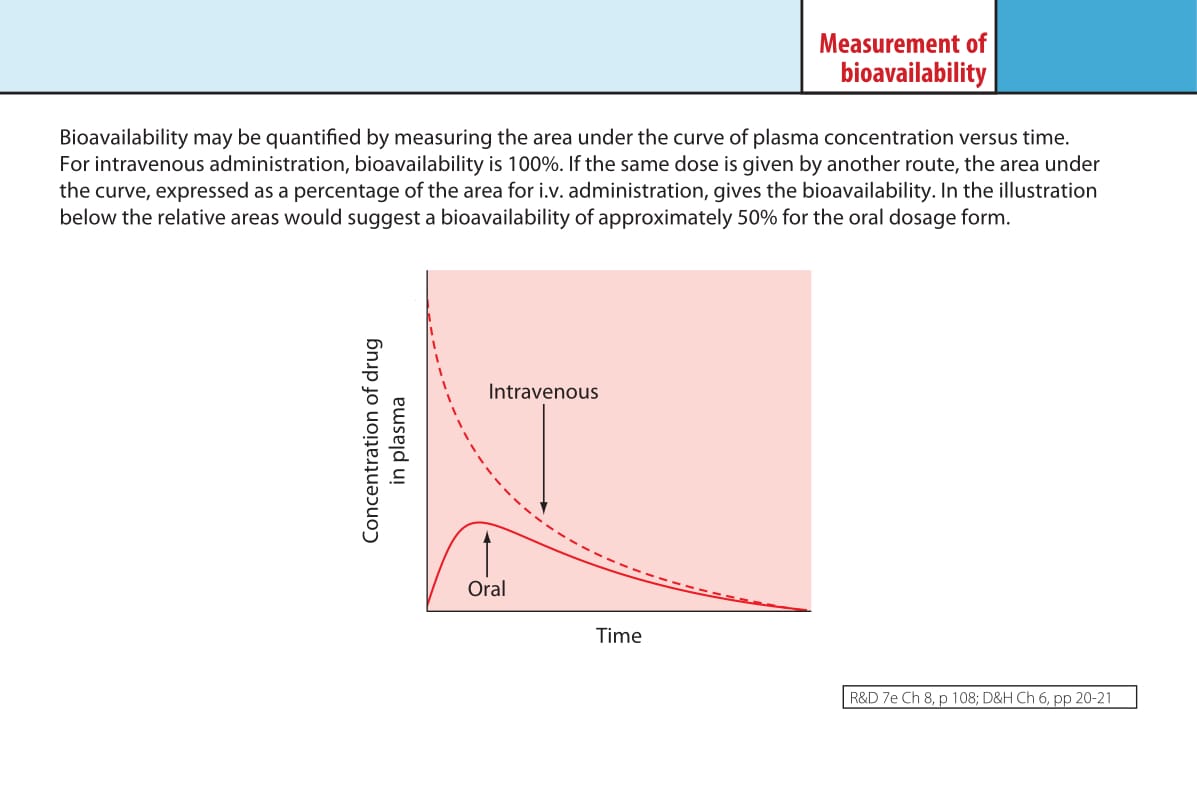 Measurement of
bioavailability
Bioavailability may be quantified by measuring the area under the curve of plasma concentration versus time.
For intravenous administration, bioavailability is 100%. If the same dose is given by another route, the area under
the curve, expressed as a percentage of the area for i.v. administration, gives the bioavailability. In the illustration
below the relative areas would suggest a bioavailability of approximately 50% for the oral dosage form.
Concentration of drug
in plasma
Intravenous
Oral
Time
R&D 7e Ch 8, p 108; D&H Ch 6, pp 20-21